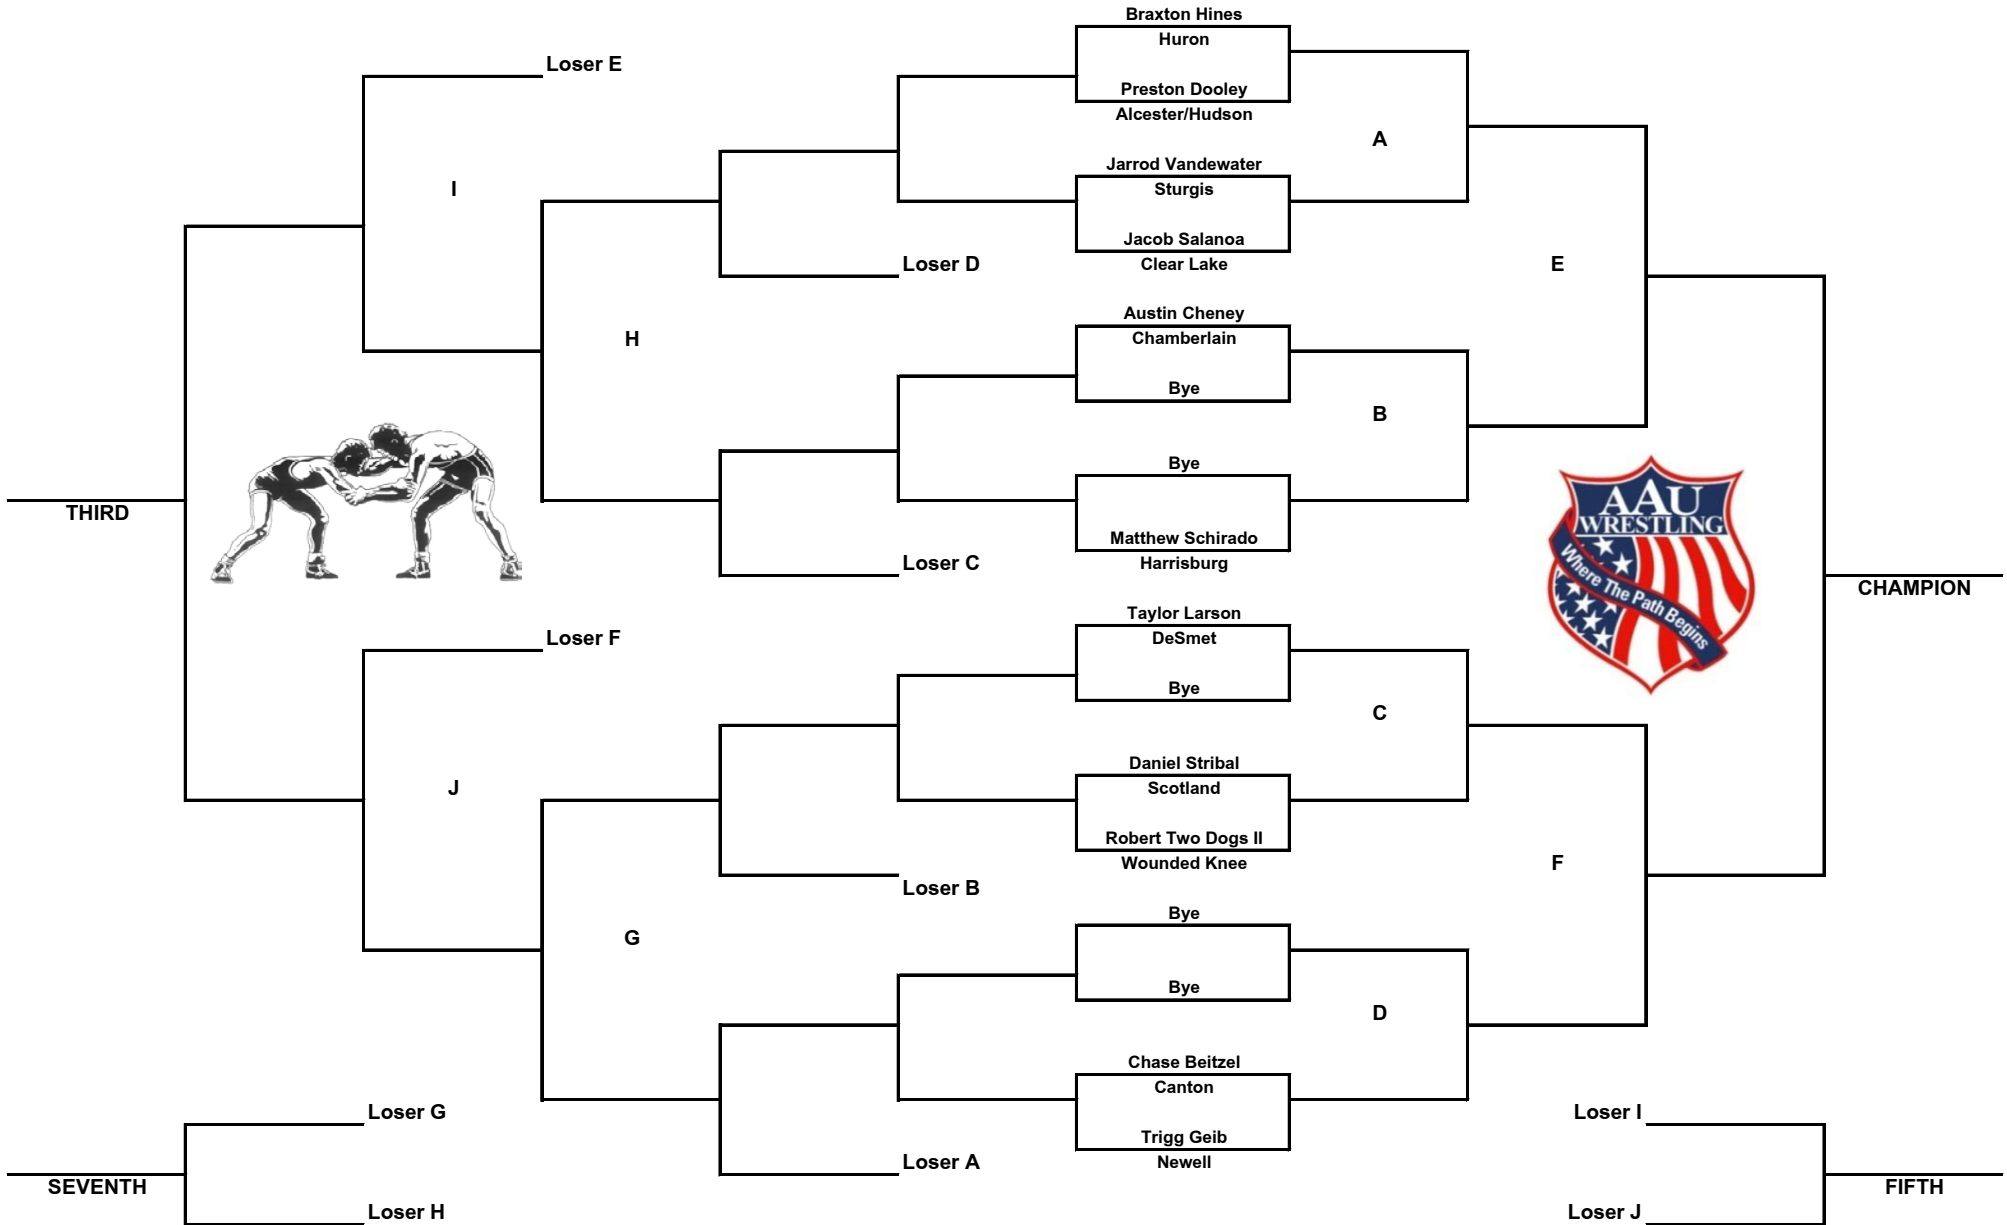 Braxton Hines
Huron
Loser E
Preston Dooley
Alcester/Hudson
A
Jarrod Vandewater
I
Sturgis
Jacob Salanoa
Loser D
Clear Lake
E
Austin Cheney
H
Chamberlain
Bye
B
Bye
THIRD
AAU
WRESTLING
Where The Path Begins
Matthew Schirado
Loser C
Harrisburg
CHAMPION
Taylor Larson
Loser F
DeSmet
Bye
C
Daniel Stribal
J
Scotland
Robert Two Dogs II
Wounded Knee
F
Loser B
Bye
G
Bye
D
Chase Beitzel
Canton
Loser G
Loser I
Trigg Geib
Loser A
Newell
SEVENTH
FIFTH
Loser H
Loser J